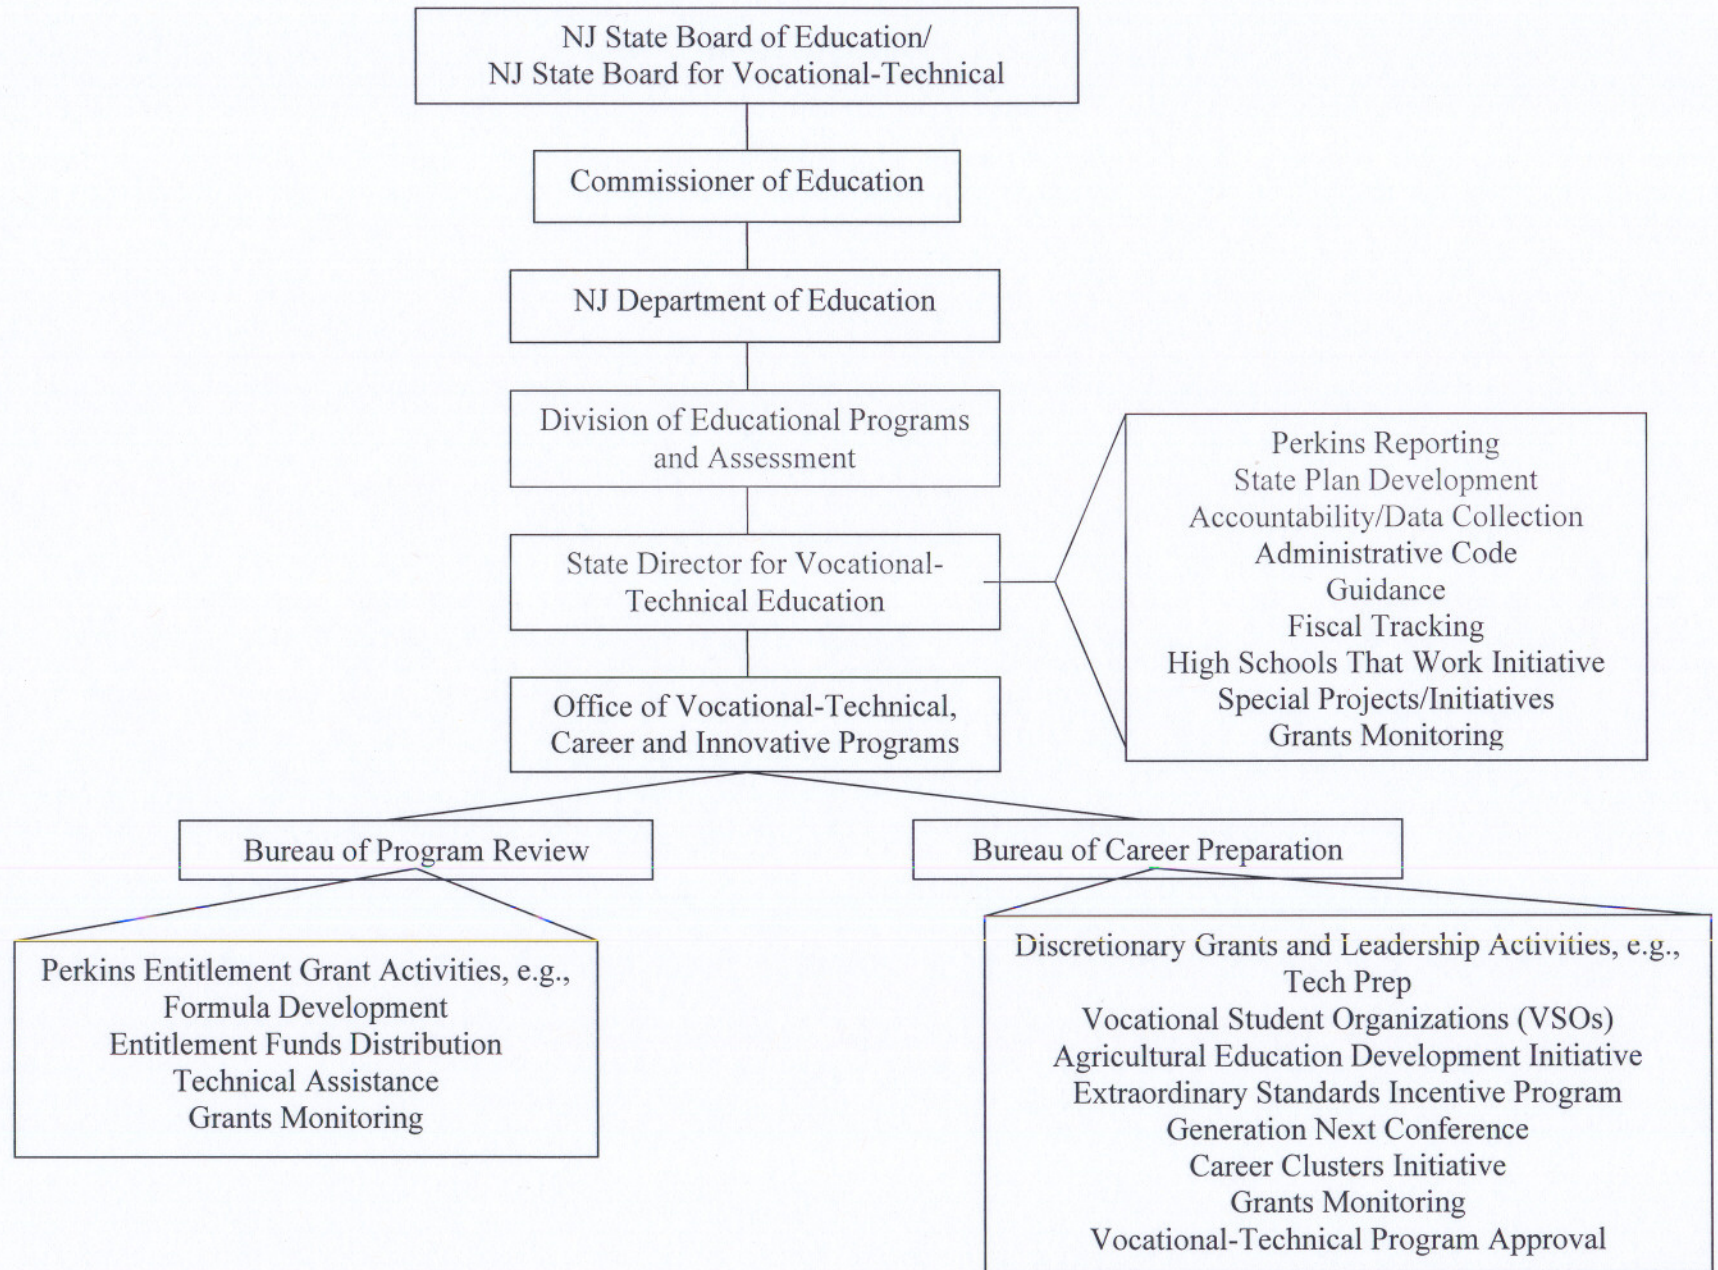 NJ State Board of Education/
NJ State Board for Vocational-Technical
Commissioner of Education
NJ Department of Education
Division of Educational Programs
and Assessment
State Director for Vocational-
Technical Education
Perkins Reporting
State Plan Development
Accountability/Data Collection
Administrative Code
Guidance
Fiscal Tracking
High Schools That Work Initiative
Special Projects/Initiatives
Grants Monitoring
Office of Vocational-Technical,
Career and Innovative Programs
Bureau of Program Review
Bureau of Career Preparation
Perkins Entitlement Grant Activities, e.g.,
Formula Development
Entitlement Funds Distribution
Technical Assistance
Grants Monitoring
Discretionary Grants and Leadership Activities, e.g.,
Tech Prep
Vocational Student Organizations (VSOs)
Agricultural Education Development Initiative
Extraordinary Standards Incentive Program
Generation Next Conference
Career Clusters Initiative
Grants Monitoring
Vocational-Technical Program Approval